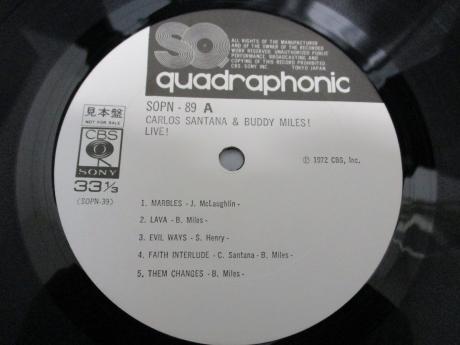 ALL RIGHTS OF THE MANUFACTURER
AND OF THE OWNER OF THE RECORDED
WORK RESERVED. UNAUTHORIZED PUBLIC
PERFORMANCE, BROADCASTING AND
COPYING OF THIS RECORD PROHIBITED
CBS SONY INC. TOKYO JAPAN
SQ
quadraphonic
SOPN - 89 A
CARLOS SANTANA & BUDDY MILES!
LIVE!
見本盤
NOT FOR SALE
CBS
SONY
33 1/3
(SOPN-39)
Ⓟ 1972 CBS, Inc.
1. MARBLES - J. McLaughlin -
2. LAVA - B. Miles -
3. EVIL WAYS - S. Henry -
4. FAITH INTERLUDE - C. Santana - B. Miles -
5. THEM CHANGES - B. Miles -